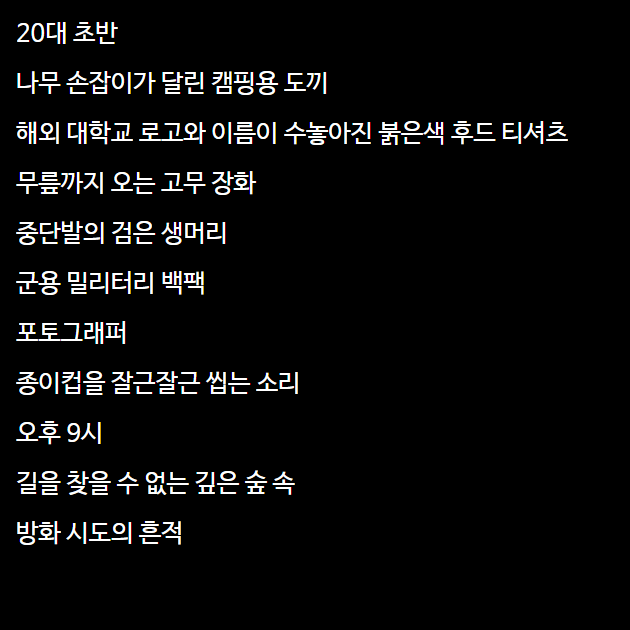 20대 초반
나무 손잡이가 달린 캠핑용 도끼
해외 대학교 로고와 이름이 수놓아진 붉은색 후드 티셔츠
무릎까지 오는 고무 장화
중단발의 검은 생머리
군용 밀리터리 백팩
포토그래퍼
종이컵을 잘근잘근 씹는 소리
오후 9시
길을 찾을 수 없는 깊은 숲 속
방화 시도의 흔적